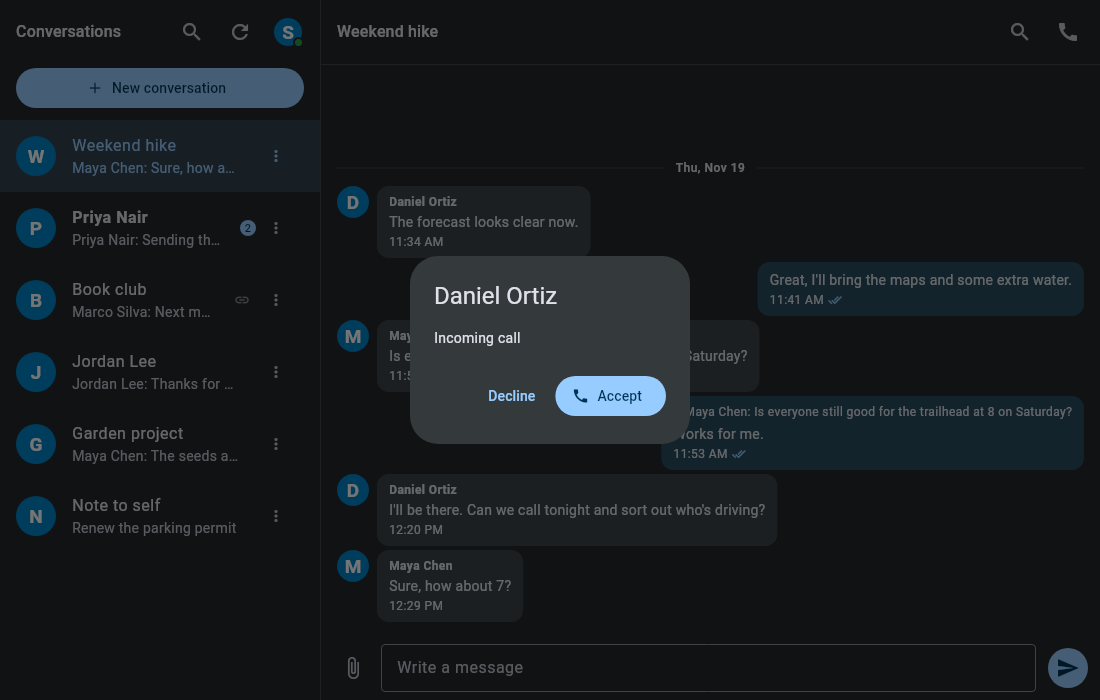 Conversations
S
New conversation
W
Weekend hike
Maya Chen: Sure, how a…
P
Priya Nair
Priya Nair: Sending th…
2
B
Book club
Marco Silva: Next m…
J
Jordan Lee
Jordan Lee: Thanks for …
G
Garden project
Maya Chen: The seeds a…
N
Note to self
Renew the parking permit
Weekend hike
Thu, Nov 19
D
Daniel Ortiz
The forecast looks clear now.
11:34 AM
Great, I'll bring the maps and some extra water.
11:41 AM
M
Saturday?
Maya Chen: Is everyone still good for the trailhead at 8 on Saturday?
Works for me.
11:53 AM
Daniel Ortiz
Incoming call
Decline
Accept
D
Daniel Ortiz
I'll be there. Can we call tonight and sort out who's driving?
12:20 PM
M
Maya Chen
Sure, how about 7?
12:29 PM
Write a message